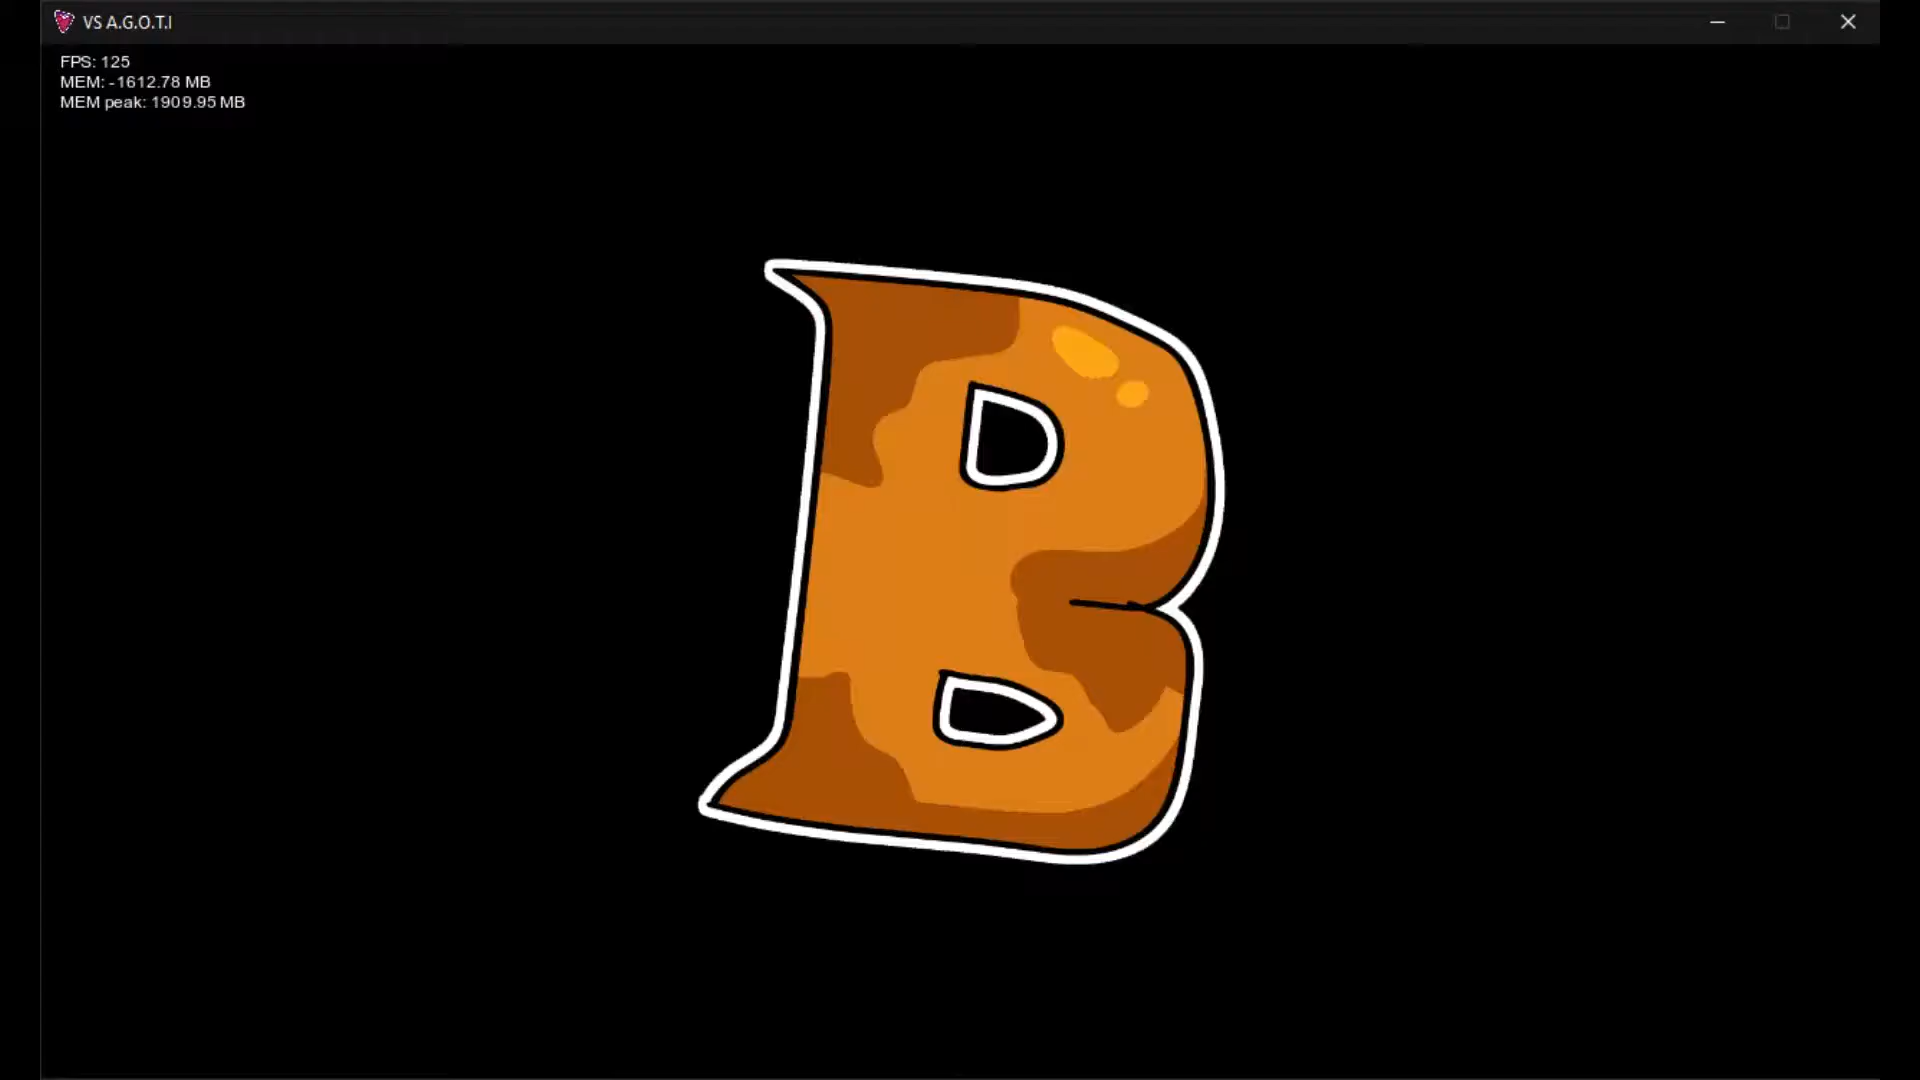 VS A.G.O.T.I
FPS: 125
MEM: -1612.78 MB
MEM peak: 1909.95 MB
B